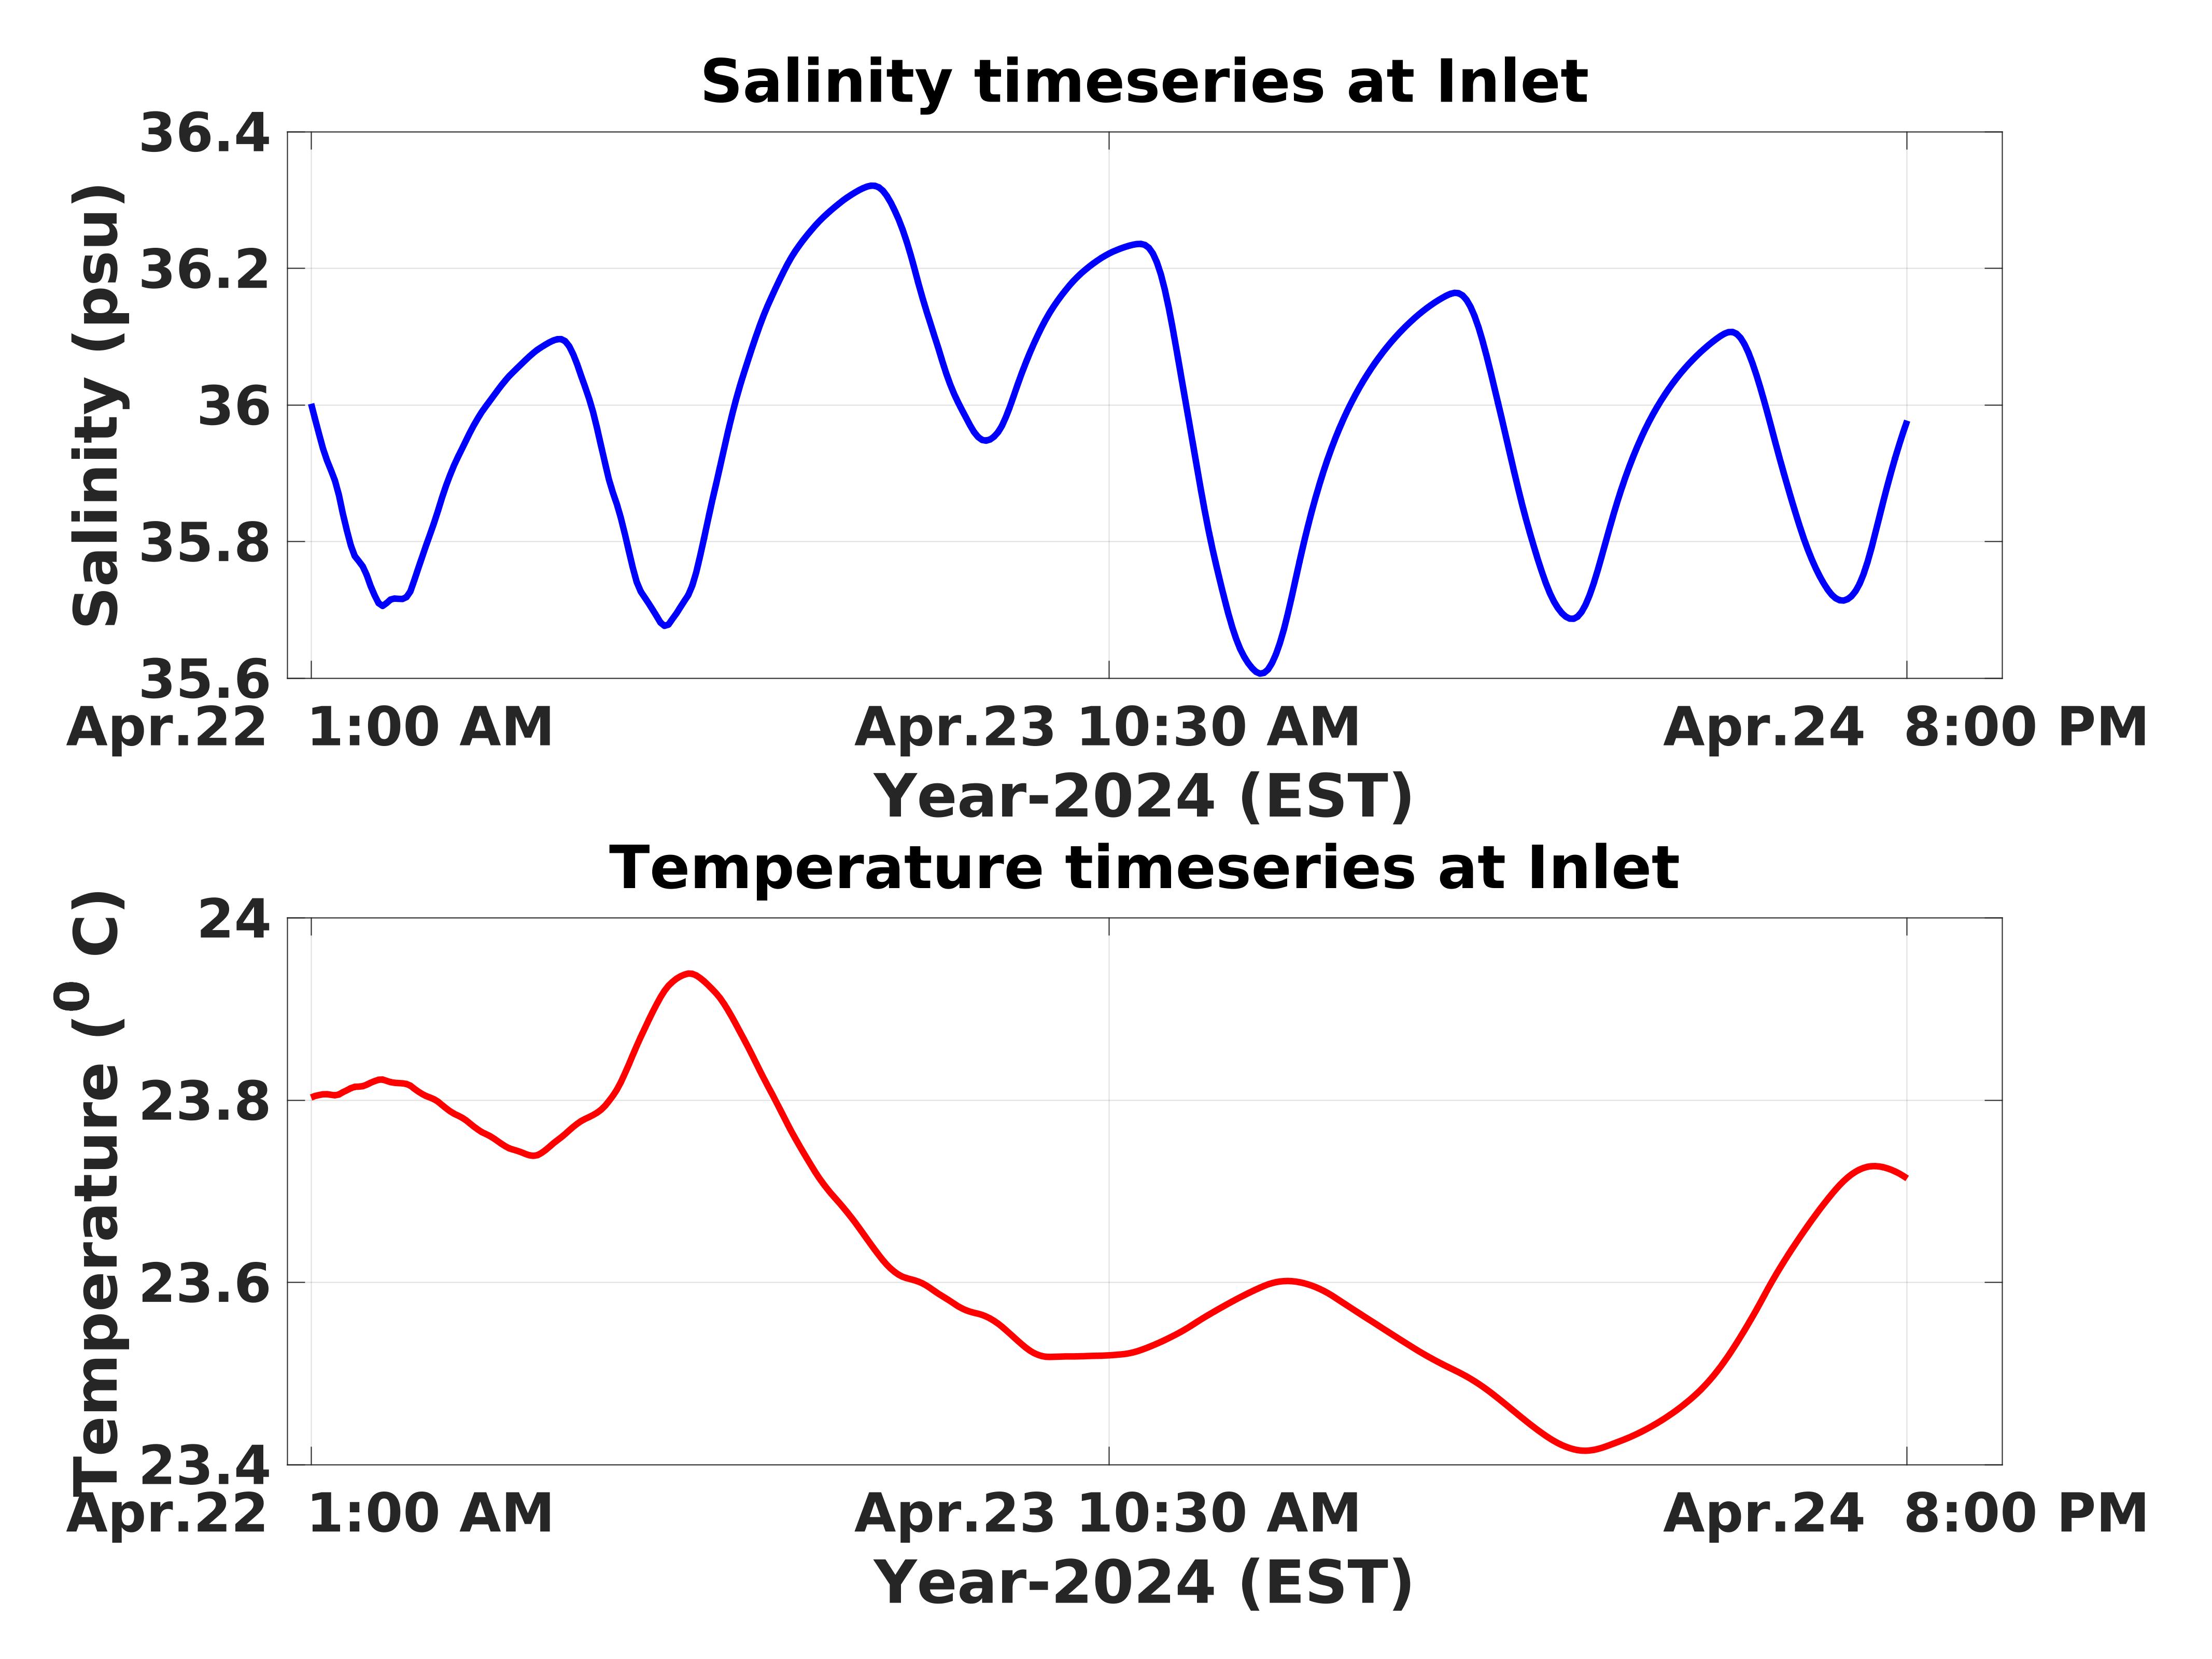 Salinity timeseries at Inlet
Salinity (psu)
36.4
36.2
36
35.8
35.6
Apr.22 1:00 AM Apr.23 10:30 AM Apr.24 8:00 PM
Year-2024 (EST)
Temperature timeseries at Inlet
Temperature (⁰ C)
24
23.8
23.6
23.4
Apr.22 1:00 AM Apr.23 10:30 AM Apr.24 8:00 PM
Year-2024 (EST)